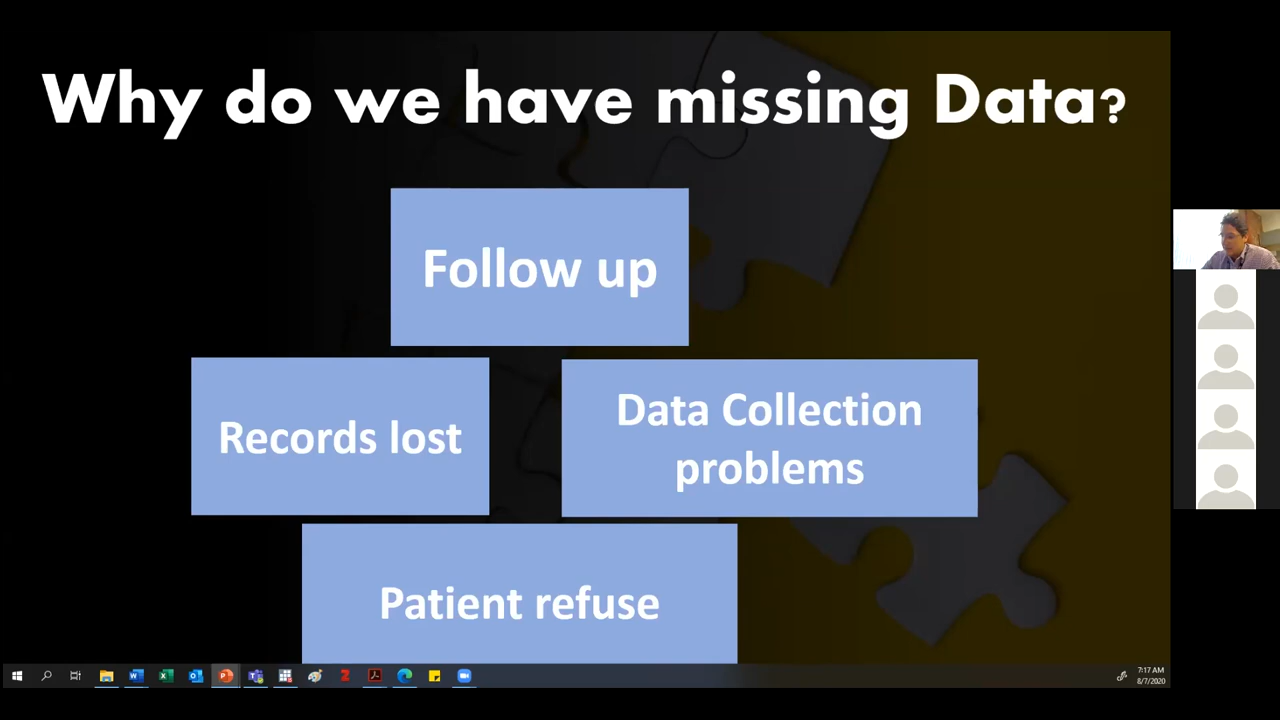 Why do we have missing Data?
Follow up
Records lost
Data Collection
problems
Patient refuse
7:17 AM
8/7/2020